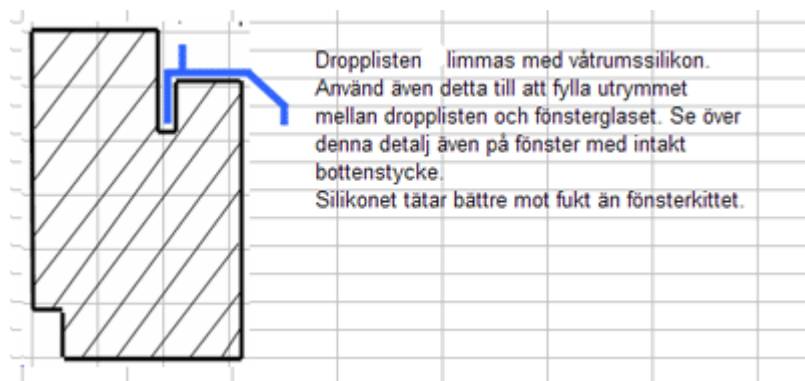 Dropplisten limmas med våtrumssilikon.
Använd även detta till att fylla utrymmet
mellan dropplisten och fönsterglaset. Se över
denna detalj även på fönster med intakt
bottenstycke.
Silikonet tätar bättre mot fukt än fönsterkittet.